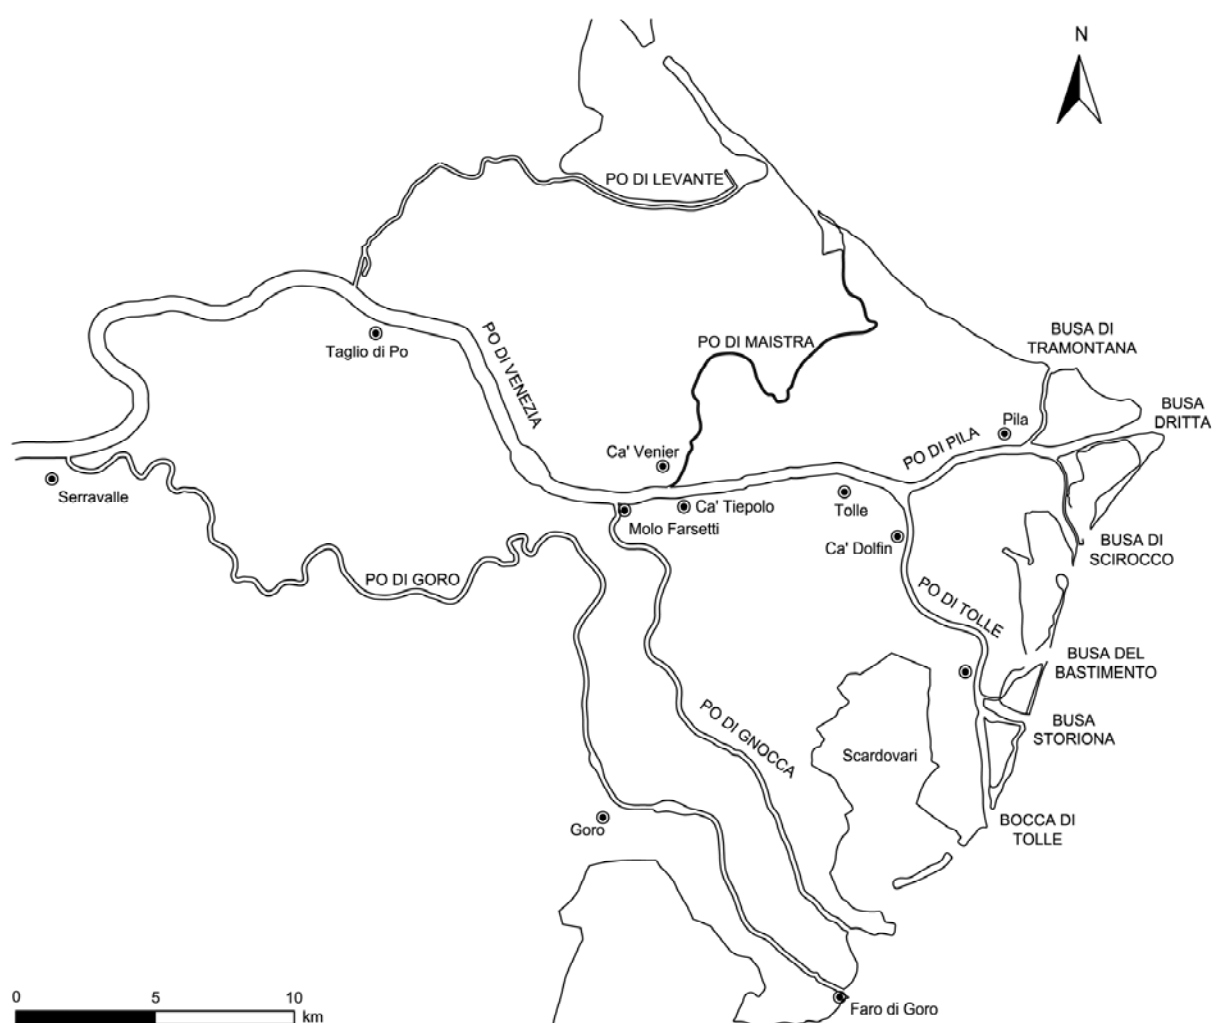 N
PO DI LEVANTE
BUSA DI
TRAMONTANA
Taglio di Po
PO DI VENEZIA
PO DI MAISTRA
BUSA
DRITTA
Pila
PO DI PILA
Ca' Venier
Serravalle
Ca' Tiepolo
Tolle
Molo Farsetti
Ca' Dolfin
BUSA DI
SCIROCCO
PO DI GORO
PO DI TOLLE
BUSA DEL
BASTIMENTO
PO DI GNOCCA
BUSA
STORIONA
Scardovari
BOCCA DI
TOLLE
Goro
0 5 10
km
Faro di Goro